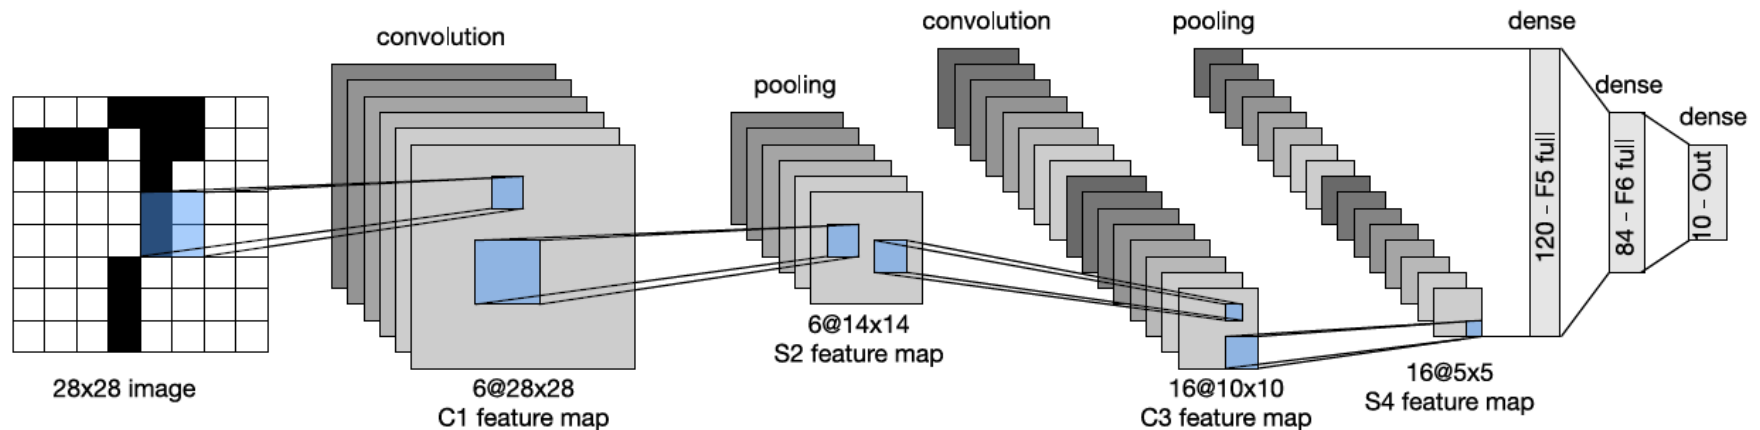 convolution
pooling
convolution
pooling
dense
dense
dense
28x28 image
6@28x28
C1 feature map
6@14x14
S2 feature map
16@10x10
C3 feature map
16@5x5
S4 feature map
120 - F5 full
84 - F6 full
10 - Out